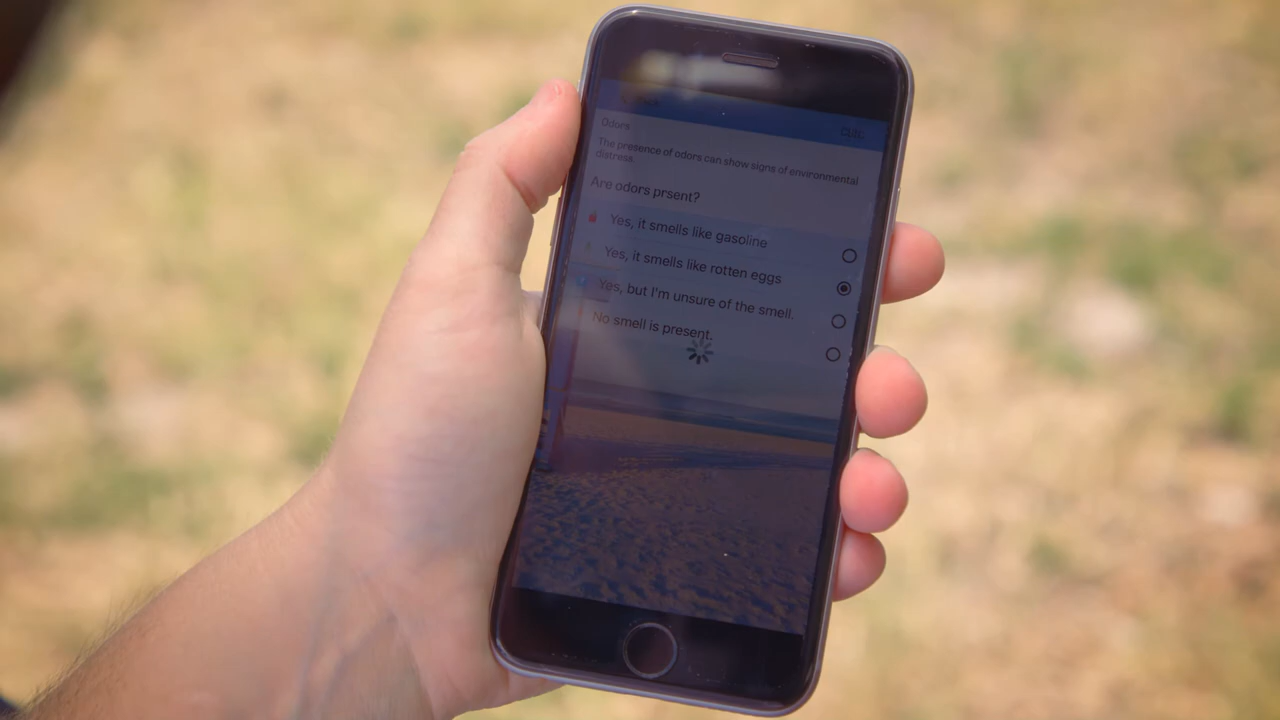 Odors
The presence of odors can show signs of environmental
distress.
Are odors prsent?
Yes, it smells like gasoline
Yes, it smells like rotten eggs
Yes, but I'm unsure of the smell.
No smell is present.